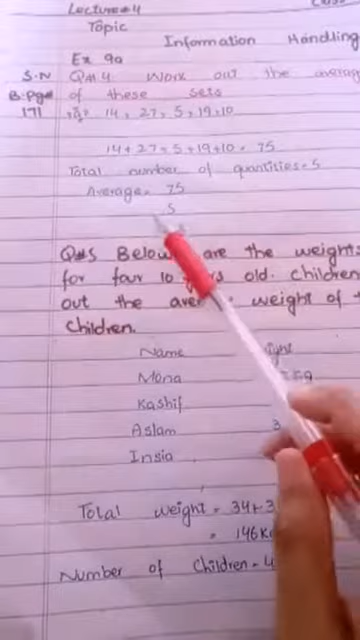 Lecture#4
Topic
Information Handling
Ex 9a
S.N Q#4 Work out the average
B.Pg# of these sets
171 14, 27, 5, 19, 10
14+27+5+19+10 = 75
Total number of quantities = 5
Average = 75
5
Q#5 Below are the weights
for four 10 old. Children
out the weight of
Children.
Name
Mona
Kashif
Aslam 3
Insia
Total weight = 34+3
= 146K
Number of Children = 4